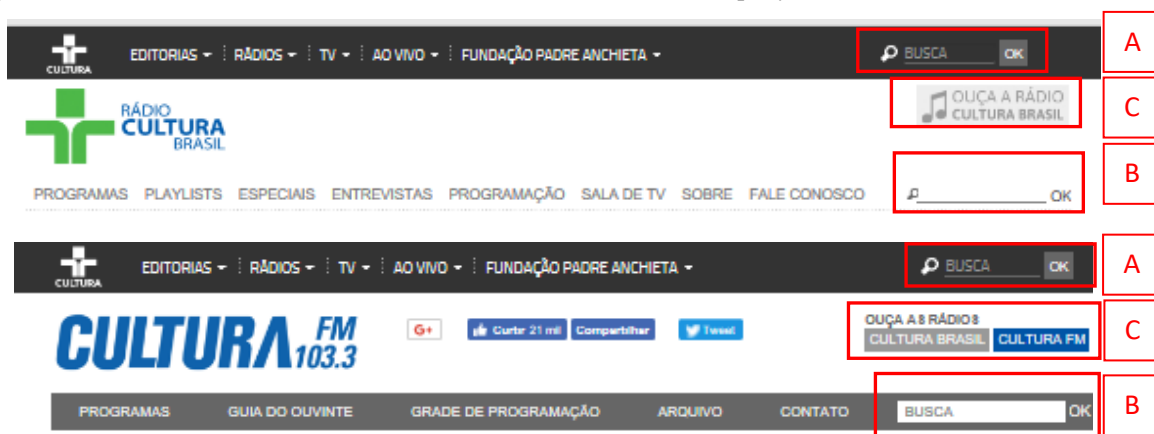 EDITORIAS RÁDIOS TV AO VIVO FUNDAÇÃO PADRE ANCHIETA BUSCA OK A
CULTURA
RÁDIO
CULTURA
BRASIL
OUÇA A RÁDIO
CULTURA BRASIL
C
B
PROGRAMAS PLAYLISTS ESPECIAIS ENTREVISTAS PROGRAMAÇÃO SALA DE TV SOBRE FALE CONOSCO OK
EDITORIAS RÁDIOS TV AO VIVO FUNDAÇÃO PADRE ANCHIETA BUSCA OK A
CULTURA
CULTURA FM
103.3
G+ Curtir 21 mil Compartilhar Tweet
OUÇA AS RÁDIOS
CULTURA BRASIL CULTURA FM
C
PROGRAMAS GUIA DO OUVINTE GRADE DE PROGRAMAÇÃO ARQUIVO CONTATO BUSCA OK B